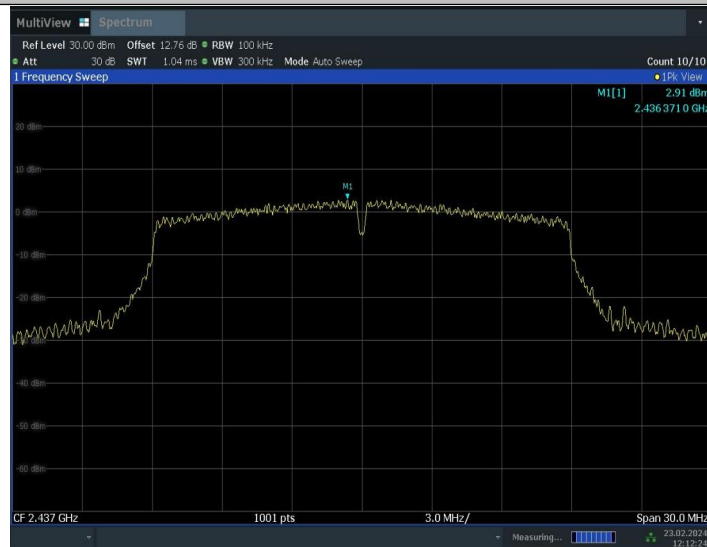 MultiView Spectrum
Ref Level 30.00 dBm Offset 12.76 dB RBW 100 kHz
Att 30 dB SWT 1.04 ms VBW 300 kHz Mode Auto Sweep Count 10/10
1 Frequency Sweep 1Pk View
M1[1] 2.91 dBm
2.4363710 GHz
20 dBm
10 dBm
M1
0 dBm
-10 dBm
-20 dBm
-40 dBm
-50 dBm
-60 dBm
CF 2.437 GHz 1001 pts 3.0 MHz/ Span 30.0 MHz
Measuring... 23.02.2024
12:12:24